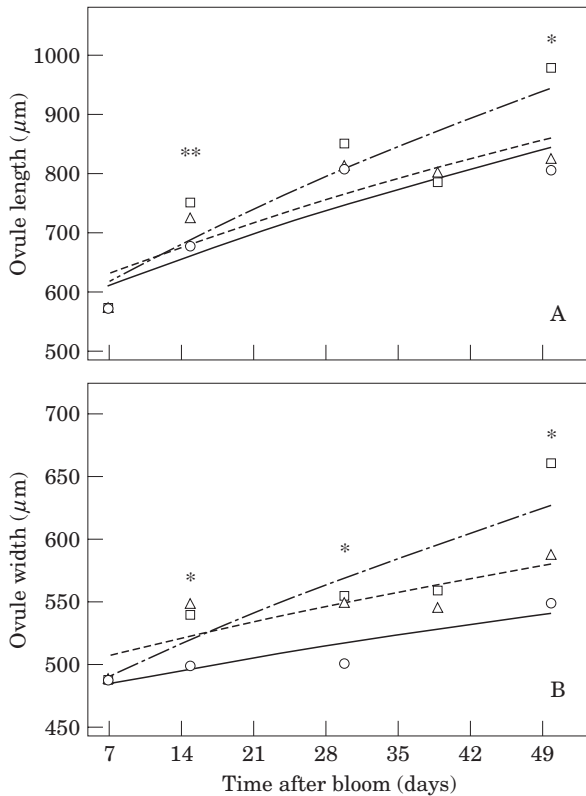 1000
900
800
700
600
500
Ovule length (μm)
**
*
A
700
650
600
550
500
450
Ovule width (μm)
*
*
*
B
7 14 21 28 35 42 49
Time after bloom (days)